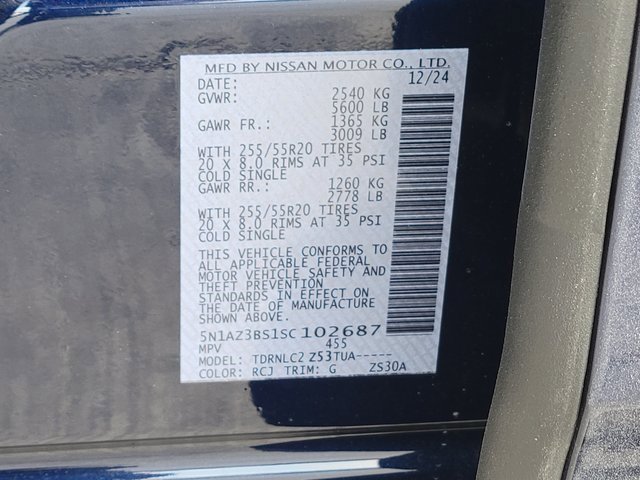 MFD BY NISSAN MOTOR CO., LTD.
DATE: 12/24
GVWR: 2540 KG
5600 LB
GAWR FR.: 1365 KG
3009 LB
WITH 255/55R20 TIRES
20 X 8.0 RIMS AT 35 PSI
COLD SINGLE
GAWR RR.: 1260 KG
2778 LB
WITH 255/55R20 TIRES
20 X 8.0 RIMS AT 35 PSI
COLD SINGLE
THIS VEHICLE CONFORMS TO
ALL APPLICABLE FEDERAL
MOTOR VEHICLE SAFETY AND
THEFT PREVENTION
STANDARDS IN EFFECT ON
THE DATE OF MANUFACTURE
SHOWN ABOVE.
5N1AZ3BS1SC102687
MPV 455
MODEL: TDRNLC2 Z53TUA-----
COLOR: RCJ TRIM: G ZS30A